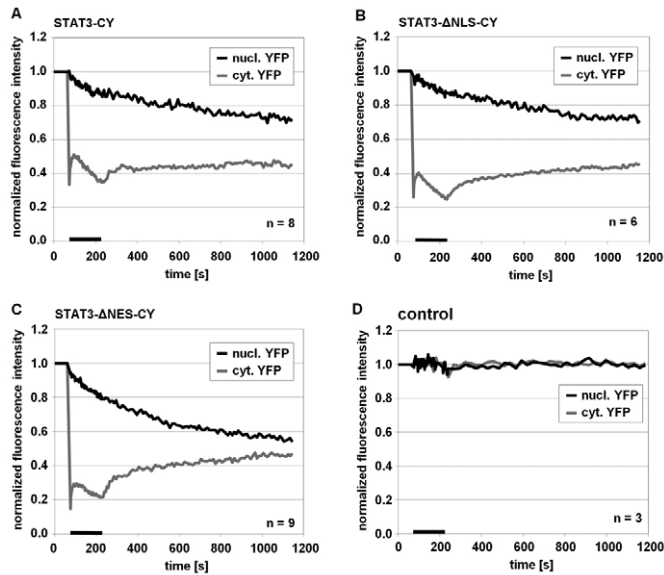 A
STAT3-CY
normalized fluorescence intensity
1.2
1.0
0.8
0.6
0.4
0.2
0.0
nucl. YFP
cyt. YFP
n = 8
0 200 400 600 800 1000 1200
time [s]
B
STAT3-ΔNLS-CY
normalized fluorescence intensity
1.2
1.0
0.8
0.6
0.4
0.2
0.0
nucl. YFP
cyt. YFP
n = 6
0 200 400 600 800 1000 1200
time [s]
C
STAT3-ΔNES-CY
normalized fluorescence intensity
1.2
1.0
0.8
0.6
0.4
0.2
0.0
nucl. YFP
cyt. YFP
n = 9
0 200 400 600 800 1000 1200
time [s]
D
control
normalized fluorescence intensity
1.2
1.0
0.8
0.6
0.4
0.2
0.0
nucl. YFP
cyt. YFP
n = 3
0 200 400 600 800 1000 1200
time [s]